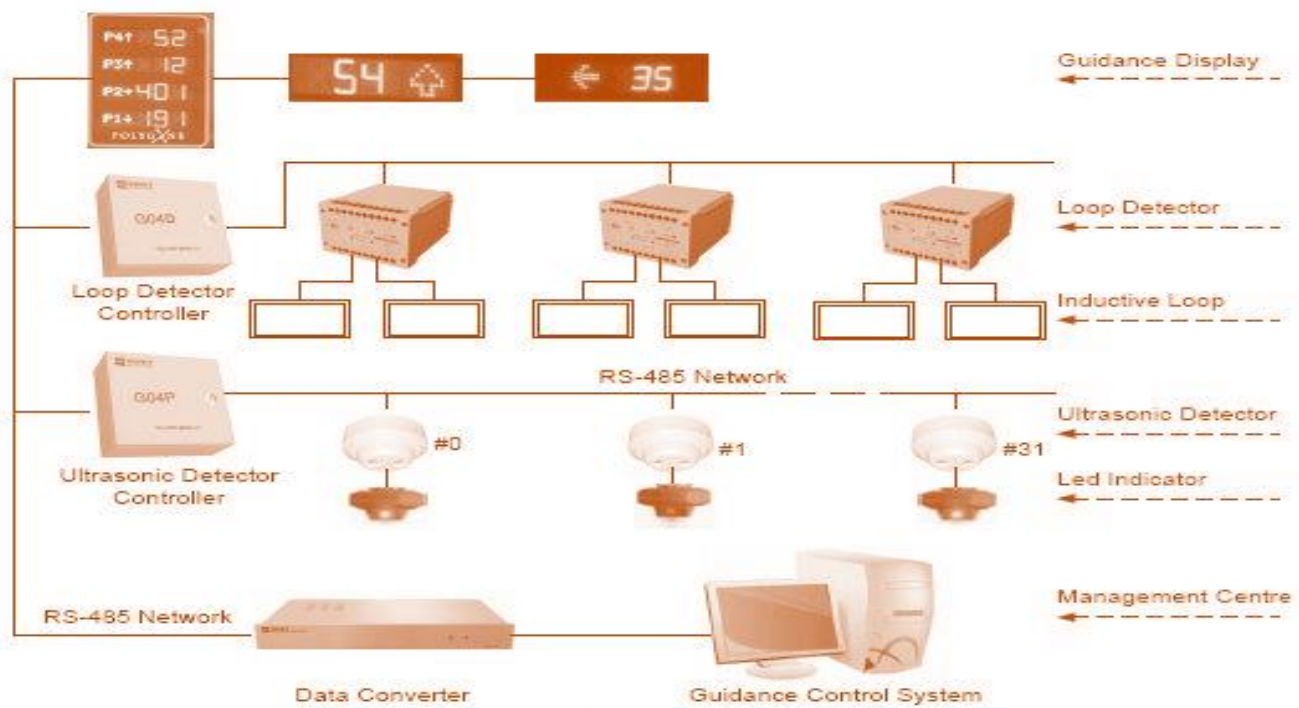 P4↑ 52
P3↑ 12
P2→401
P1↓ 191
54
35
Guidance Display
G04D
Loop Detector
Controller
Loop Detector
Inductive Loop
RS-485 Network
G04P
Ultrasonic Detector
Controller
#0
#1
#31
Ultrasonic Detector
Led Indicator
RS-485 Network
Data Converter
Guidance Control System
Management Centre